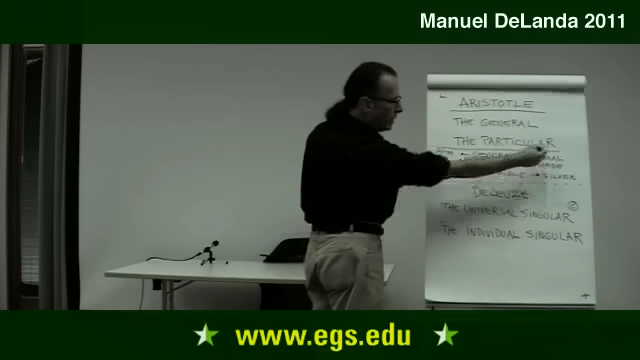 Manuel DeLanda 2011
ARISTOTLE
THE GENERAL
THE PARTICULAR
SILVER
DELEUZE
THE UNIVERSAL SINGULAR
THE INDIVIDUAL SINGULAR
www.egs.edu